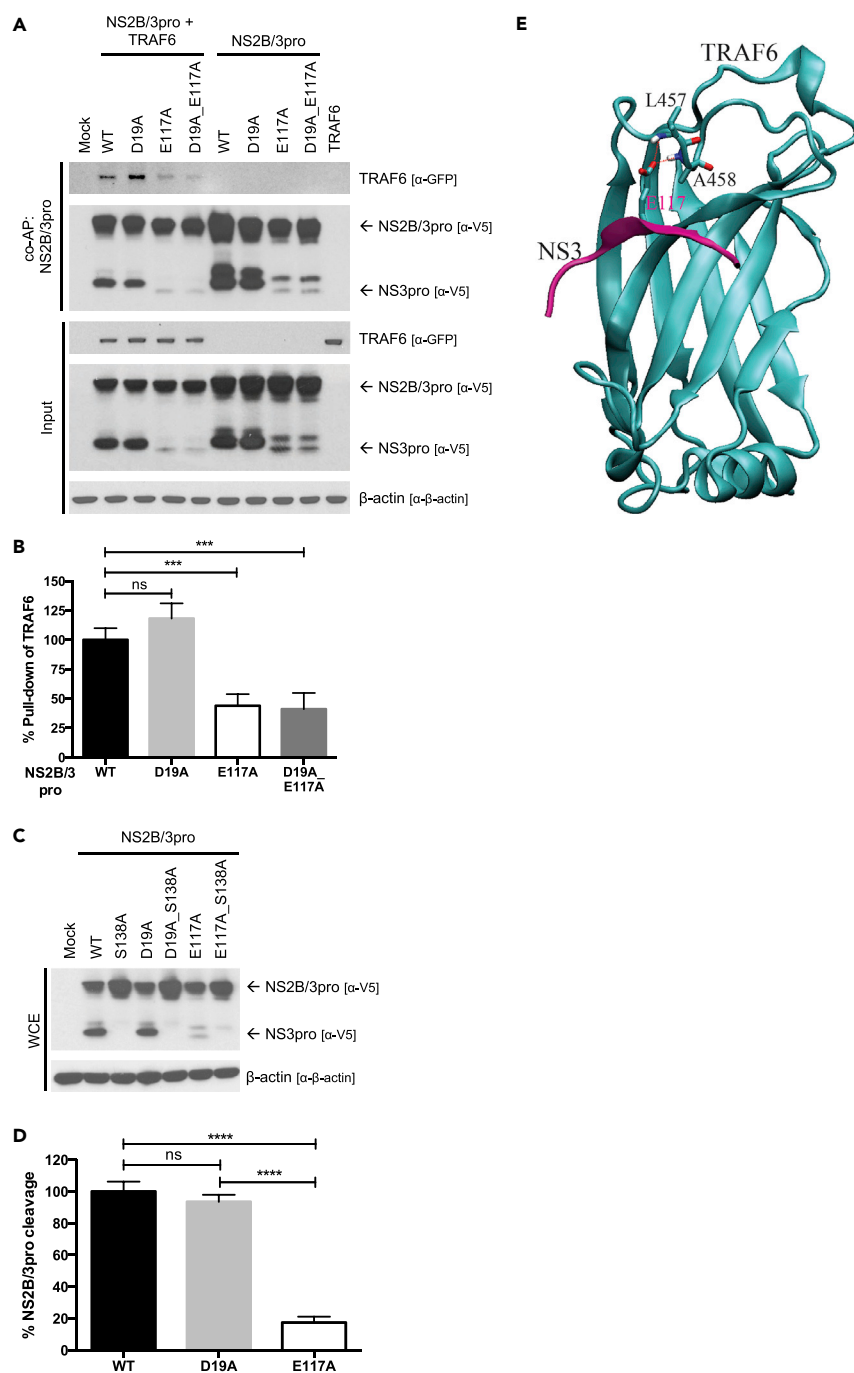 A
NS2B/3pro +
TRAF6
NS2B/3pro
Mock
WT
D19A
E117A
D19A_E117A
WT
D19A
E117A
D19A_E117A
TRAF6
co-AP:
NS2B/3pro
TRAF6 [α-GFP]
← NS2B/3pro [α-V5]
← NS3pro [α-V5]
Input
TRAF6 [α-GFP]
← NS2B/3pro [α-V5]
← NS3pro [α-V5]
β-actin [α-β-actin]
B
% Pull-down of TRAF6
150
125
100
75
50
25
0
***
***
ns
NS2B/3
pro
WT
D19A
E117A
D19A_
E117A
C
NS2B/3pro
Mock
WT
S138A
D19A
D19A_S138A
E117A
E117A_S138A
WCE
← NS2B/3pro [α-V5]
← NS3pro [α-V5]
β-actin [α-β-actin]
D
% NS2B/3pro cleavage
120
100
80
60
40
20
0
****
ns
****
WT
D19A
E117A
E
TRAF6
L457
A458
E117
NS3